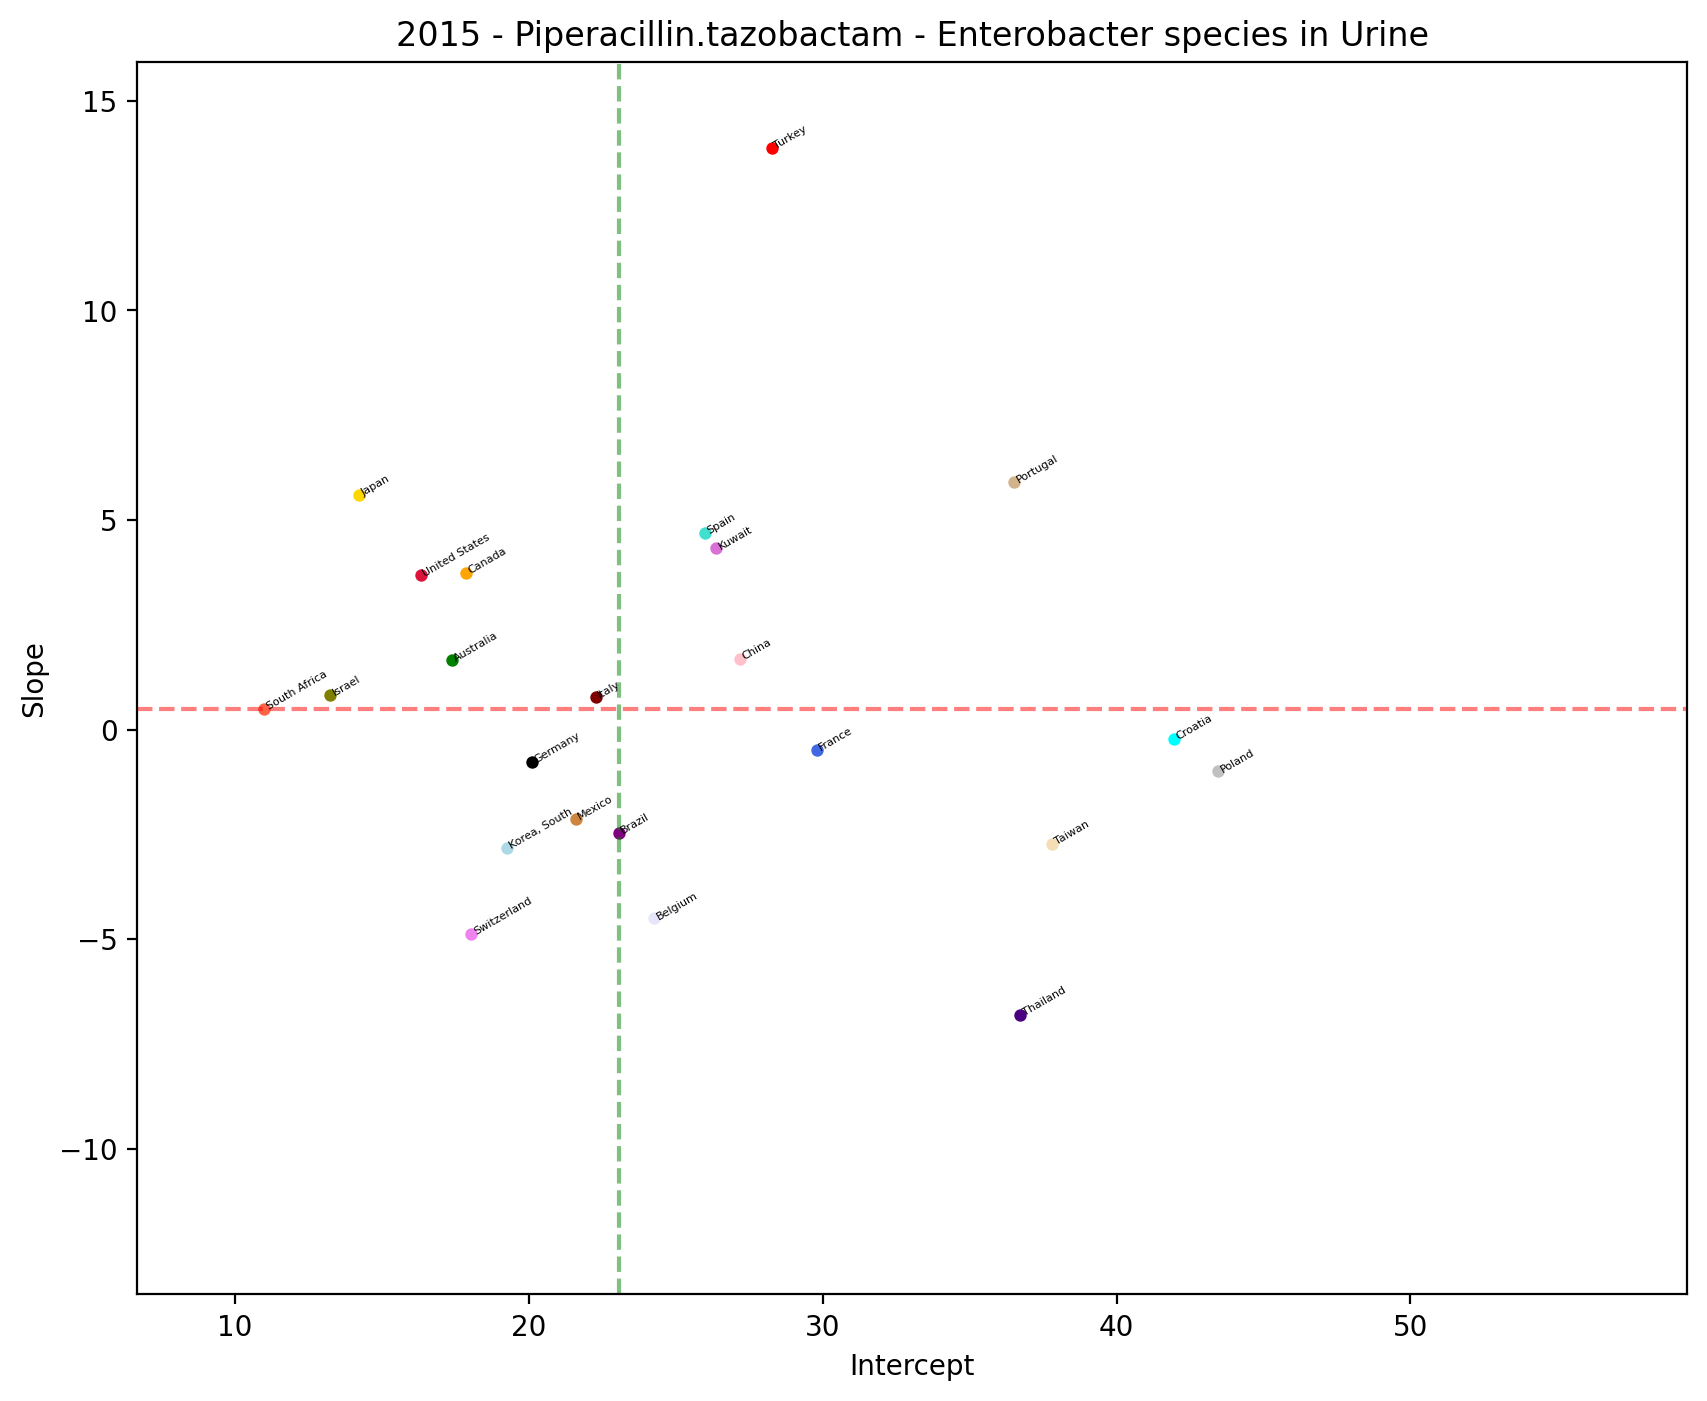 2015 - Piperacillin.tazobactam - Enterobacter species in Urine
15
10
5
0
−5
−10
Slope
Turkey
Portugal
Japan
Spain
Kuwait
United States
Canada
Australia
China
South Africa
Israel
Italy
Germany
France
Croatia
Poland
Korea, South
Mexico
Brazil
Taiwan
Switzerland
Belgium
Thailand
10
20
30
40
50
Intercept